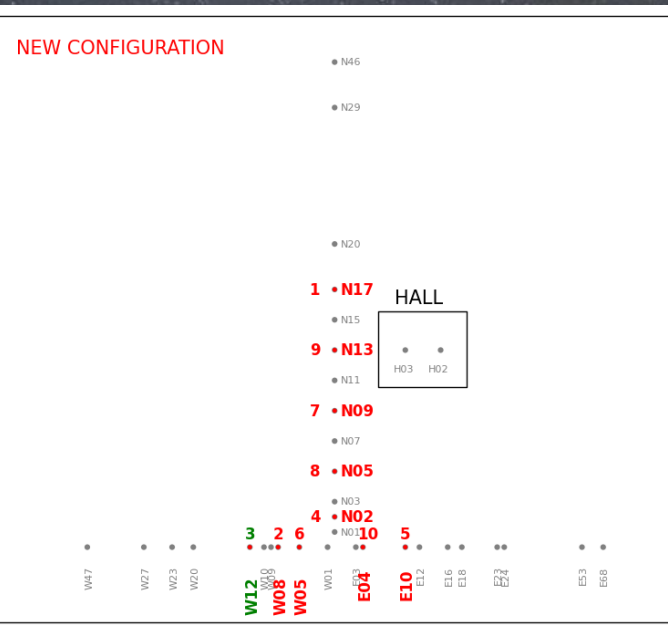 NEW CONFIGURATION
N46
N29
N20
1 N17
HALL
N15
9 N13
H03 H02
N11
7 N09
N07
8 N05
N03
4 N02
3 2 6 10 5
N01
W47 W27 W23 W20 W12 W10 W09 W08 W05 W01 E03 E04 E10 E12 E16 E18 E23 E24 E53 E68